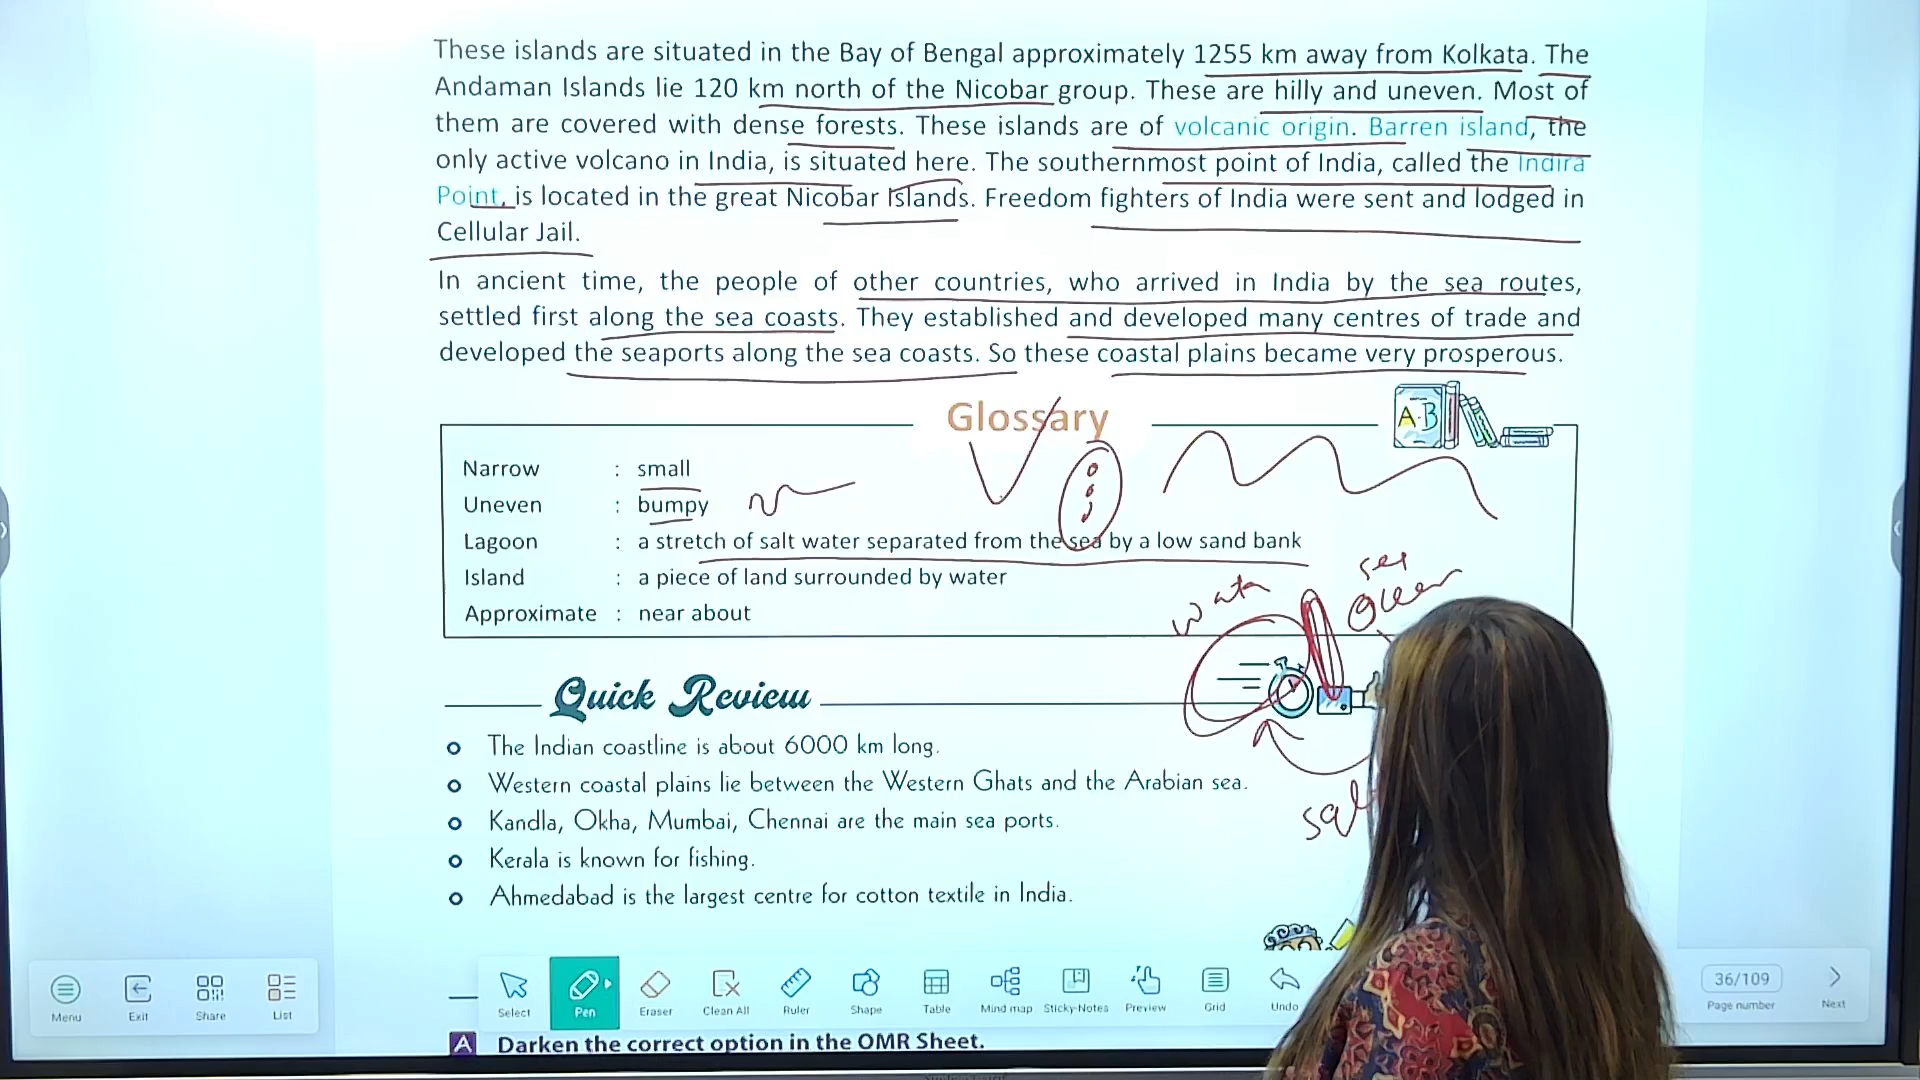 These islands are situated in the Bay of Bengal approximately 1255 km away from Kolkata. The
Andaman Islands lie 120 km north of the Nicobar group. These are hilly and uneven. Most of
them are covered with dense forests. These islands are of volcanic origin. Barren island, the
only active volcano in India, is situated here. The southernmost point of India, called the Indira
Point, is located in the great Nicobar Islands. Freedom fighters of India were sent and lodged in
Cellular Jail.
In ancient time, the people of other countries, who arrived in India by the sea routes,
settled first along the sea coasts. They established and developed many centres of trade and
developed the seaports along the sea coasts. So these coastal plains became very prosperous.
Glossary
AB
Narrow : small
Uneven : bumpy
Lagoon : a stretch of salt water separated from the sea by a low sand bank
Island : a piece of land surrounded by water
Approximate : near about
sea
Quick Review
The Indian coastline is about 6000 km long.
Western coastal plains lie between the Western Ghats and the Arabian sea.
Kandla, Okha, Mumbai, Chennai are the main sea ports.
Kerala is known for fishing.
Ahmedabad is the largest centre for cotton textile in India.
Menu Exit Share List Select Pen Eraser Clean All Ruler Shape Table Mind map Sticky-Notes Preview Grid Undo
36/109
Page number Next
A Darken the correct option in the OMR Sheet.